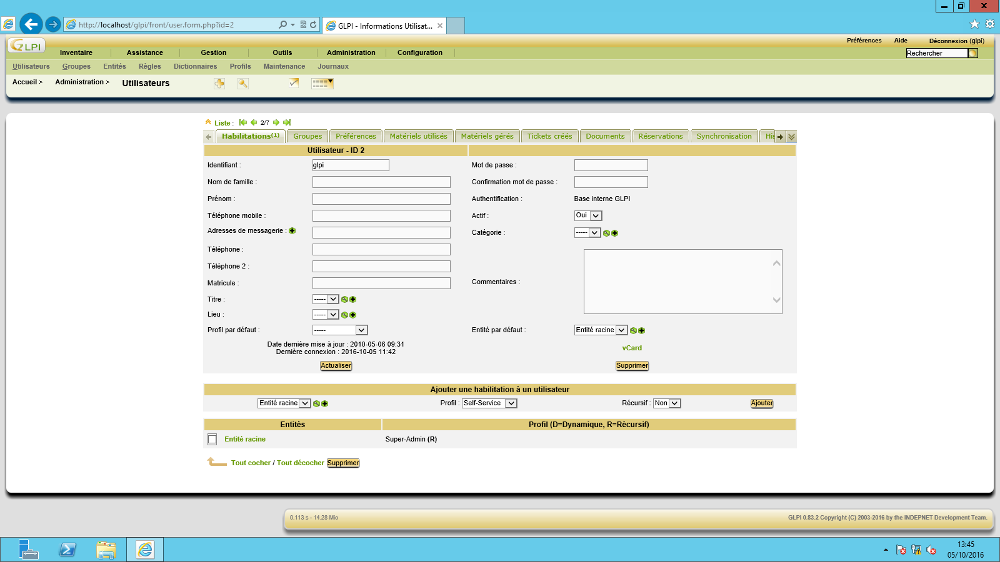 http://localhost/glpi/front/user.form.php?id=2
GLPI - Informations Utilisat...
GLPI
Préférences Aide Déconnexion (glpi)
Inventaire Assistance Gestion Outils Administration Configuration
Rechercher
Utilisateurs Groupes Entités Règles Dictionnaires Profils Maintenance Journaux
Accueil > Administration > Utilisateurs
Liste : 2/7
Habilitations(1) Groupes Préférences Matériels utilisés Matériels gérés Tickets créés Documents Réservations Synchronisation His
Utilisateur - ID 2
Identifiant : glpi Mot de passe :
Nom de famille : Confirmation mot de passe :
Prénom : Authentification : Base interne GLPI
Téléphone mobile : Actif : Oui
Adresses de messagerie : Catégorie : -----
Téléphone :
Téléphone 2 :
Matricule : Commentaires :
Titre : -----
Lieu : -----
Profil par défaut : ----- Entité par défaut : Entité racine
Date dernière mise à jour : 2010-05-06 09:31
Dernière connexion : 2016-10-05 11:42
vCard
Actualiser Supprimer
Ajouter une habilitation à un utilisateur
Entité racine Profil : Self-Service Récursif : Non Ajouter
Entités Profil (D=Dynamique, R=Récursif)
Entité racine Super-Admin (R)
Tout cocher / Tout décocher Supprimer
0.113 s - 14.28 Mio GLPI 0.83.2 Copyright (C) 2003-2016 by the INDEPNET Development Team.
13:45
05/10/2016